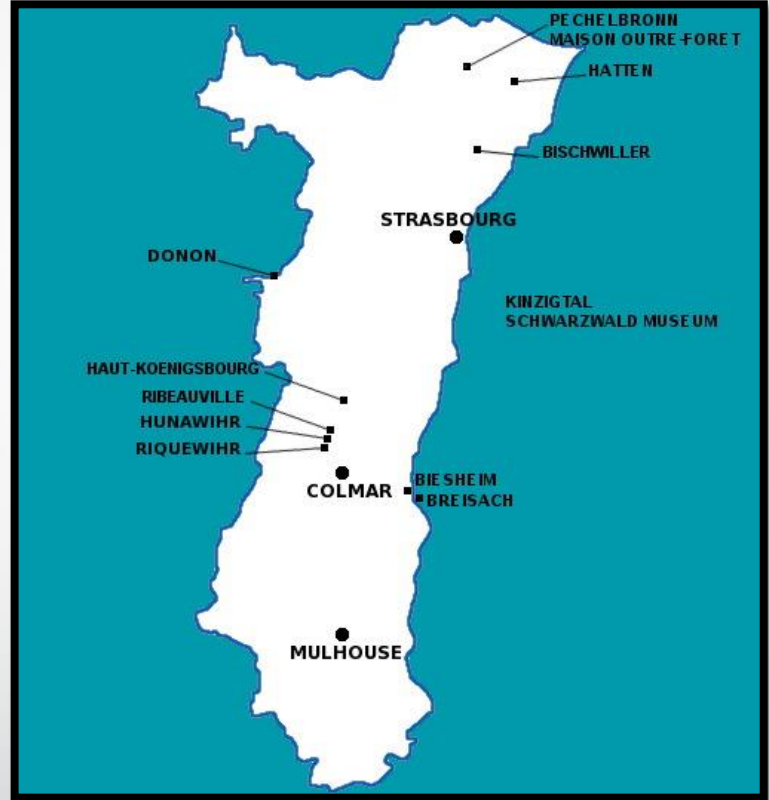 PECHELBRONN
MAISON OUTRE-FORET
HATTEN
BISCHWILLER
STRASBOURG
DONON
KINZIGTAL
SCHWARZWALD MUSEUM
HAUT-KOENIGSBOURG
RIBEAUVILLE
HUNAWIHR
RIQUEWIHR
COLMAR
BIESHEIM
BREISACH
MULHOUSE